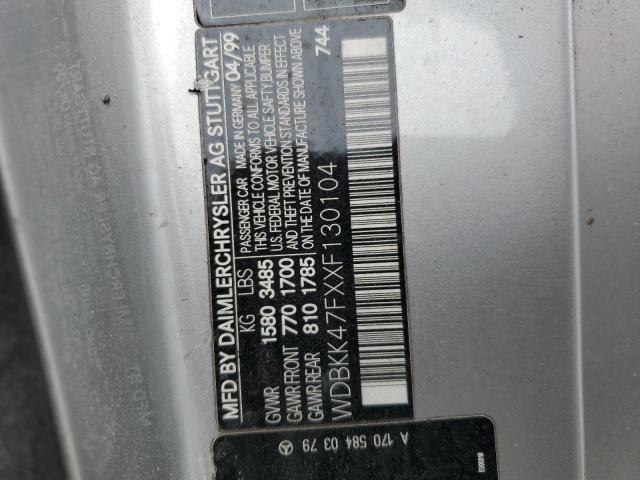 MFD BY DAIMLERCHRYSLER AG STUTTGART
KG LBS PASSENGER CAR MADE IN GERMANY 04/99
GVWR 1580 3485 THIS VEHICLE CONFORMS TO ALL APPLICABLE
U.S. FEDERAL MOTOR VEHICLE SAFTY BUMPER
GAWR FRONT 770 1700 AND THEFT PREVENTION STANDARDS IN EFFECT
GAWR REAR 810 1785 ON THE DATE OF MANUFACTURE SHOWN ABOVE
WDBKK47FXXF130104 744
A 170 584 03 79